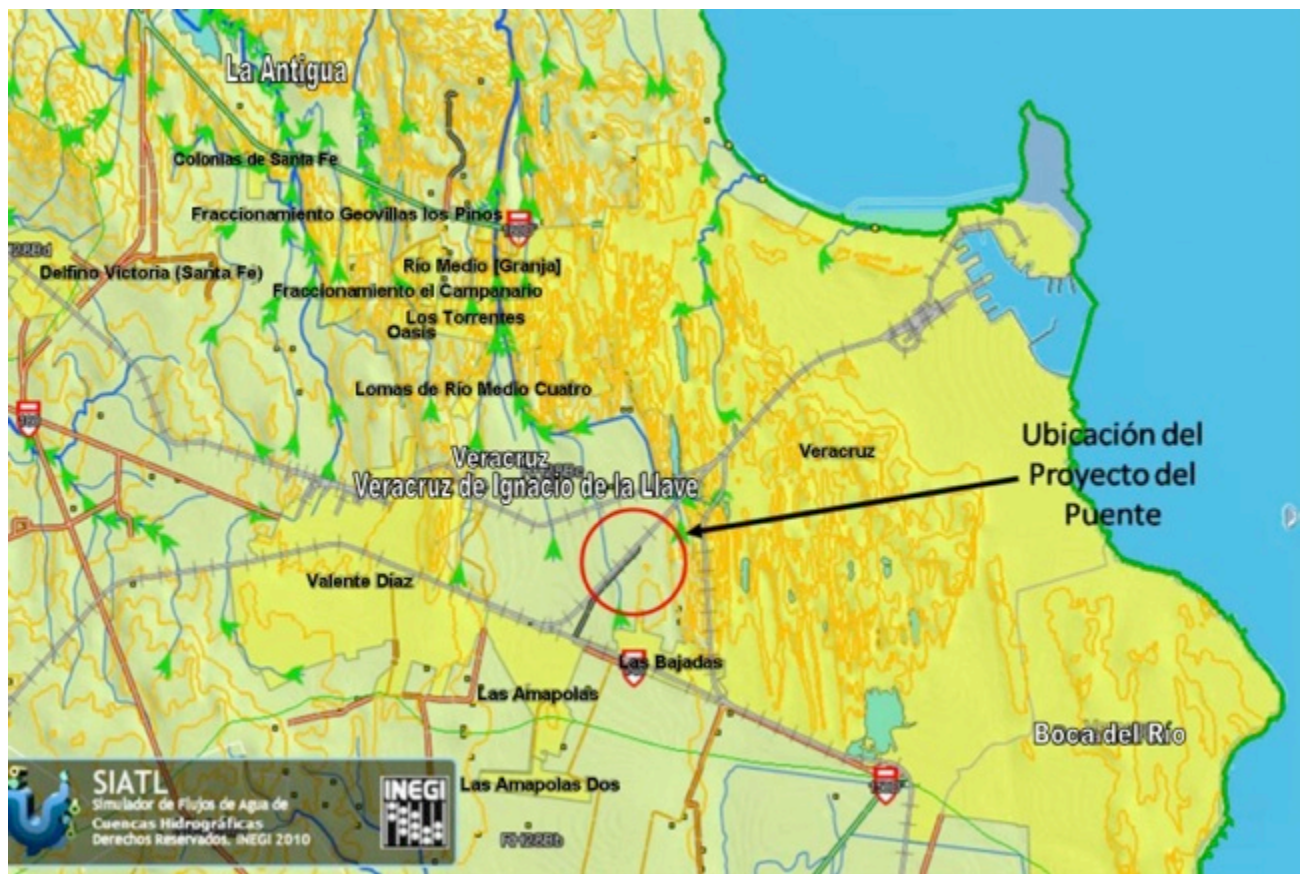 La Antigua
Colonias de Santa Fe
Fraccionamiento Geovillas los Pinos
Río Medio [Granja]
Delfino Victoria (Santa Fe)
Fraccionamiento el Campanario
Los Torrentes
Oasis
Lomas de Río Medio Cuatro
Veracruz
Veracruz de Ignacio de la Llave
Veracruz
Ubicación del
Proyecto del
Puente
Valente Díaz
Las Bajadas
Las Amapolas
Boca del Río
Las Amapolas Dos
SIATL
Simulador de Flujos de Agua de
Cuencas Hidrográficas
Derechos Reservados. INEGI 2010
INEGI
RH28Bb